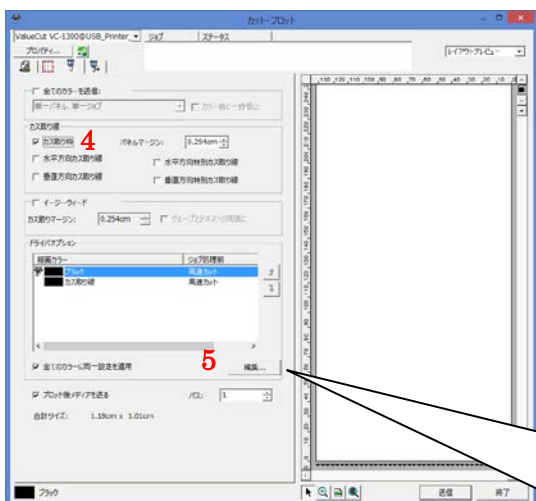 カット・プロット
ValueCut VC-1300@USB_Printer_ ジョブ ステータス
プロパティ...
レイアウトプレビュー
全てのカラーを送信:
単一パネル、単一ジョブ カラー毎に一時停止
カス取り線
カス取り枠 4 パネルマージン: 0.254cm
水平方向カス取り線 水平方向特別カス取り線
垂直方向カス取り線 垂直方向特別カス取り線
イージーウィード
カス取りマージン: 0.254cm グループとテキストの周囲に
ドライバオプション
描画カラー ジョブ処理前
ブラック 高速カット
カス取り線 高速カット
全てのカラーに同一設定を適用 5 編集...
プロット後メディアを送る パス: 1
合計サイズ: 1.18cm x 1.01cm
ブラック
送信 終了